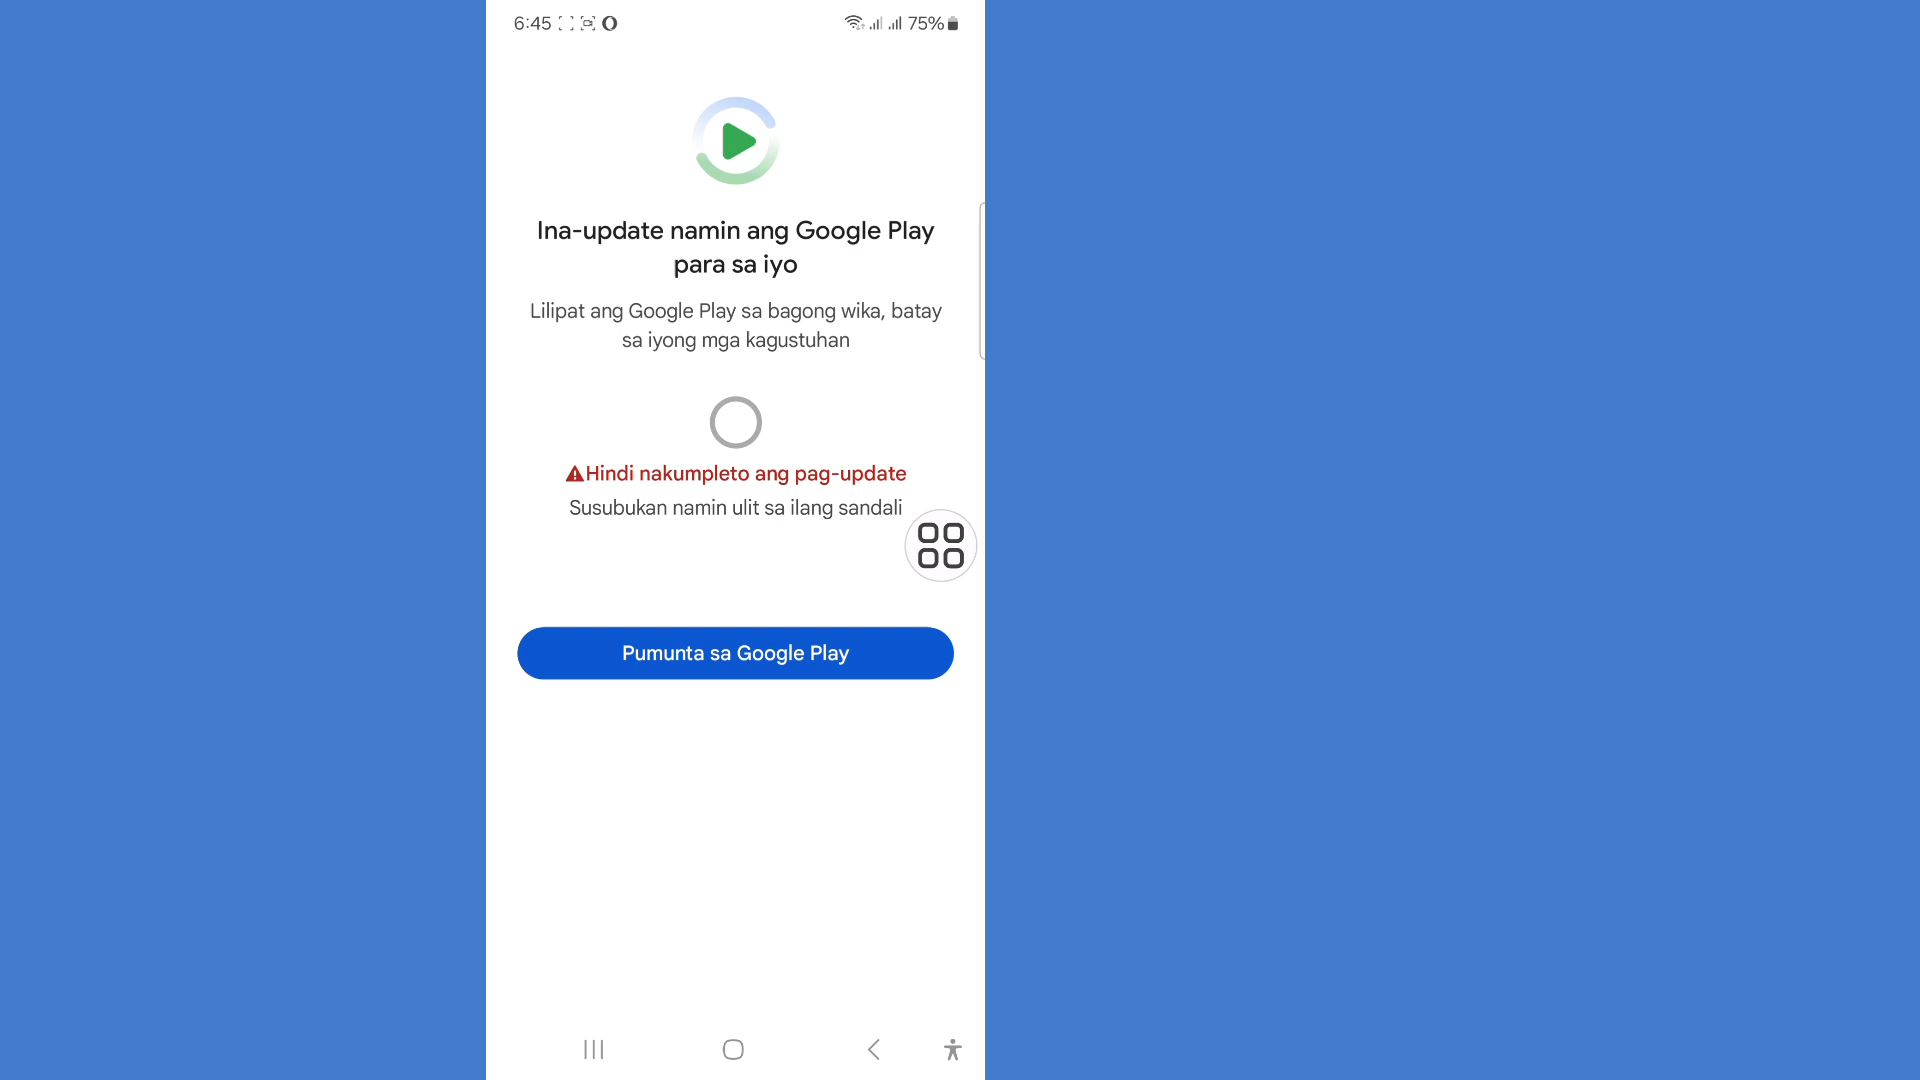 6:45
75%
Ina-update namin ang Google Play
para sa iyo
Lilipat ang Google Play sa bagong wika, batay
sa iyong mga kagustuhan
Hindi nakumpleto ang pag-update
Susubukan namin ulit sa ilang sandali
Pumunta sa Google Play